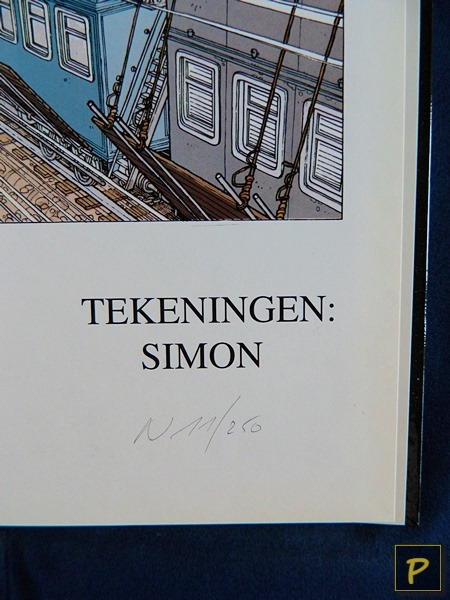 TEKENINGEN:
SIMON
N 11/250
P